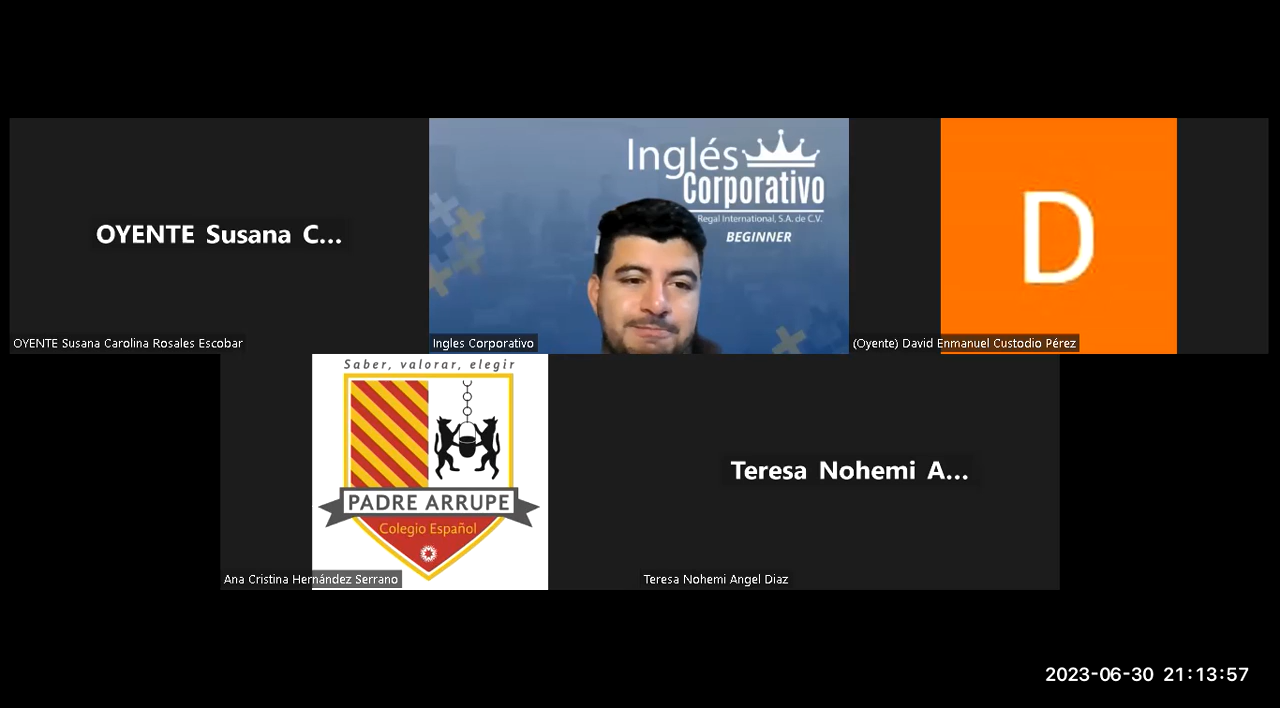 OYENTE Susana C...
OYENTE Susana Carolina Rosales Escobar
Inglés
Corporativo
Regal International, S.A. de C.V.
BEGINNER
Ingles Corporativo
D
(Oyente) David Enmanuel Custodio Pérez
Saber, valorar, elegir
PADRE ARRUPE
Colegio Español
Ana Cristina Hernández Serrano
Teresa Nohemi A...
Teresa Nohemi Angel Diaz
2023-06-30 21:13:57